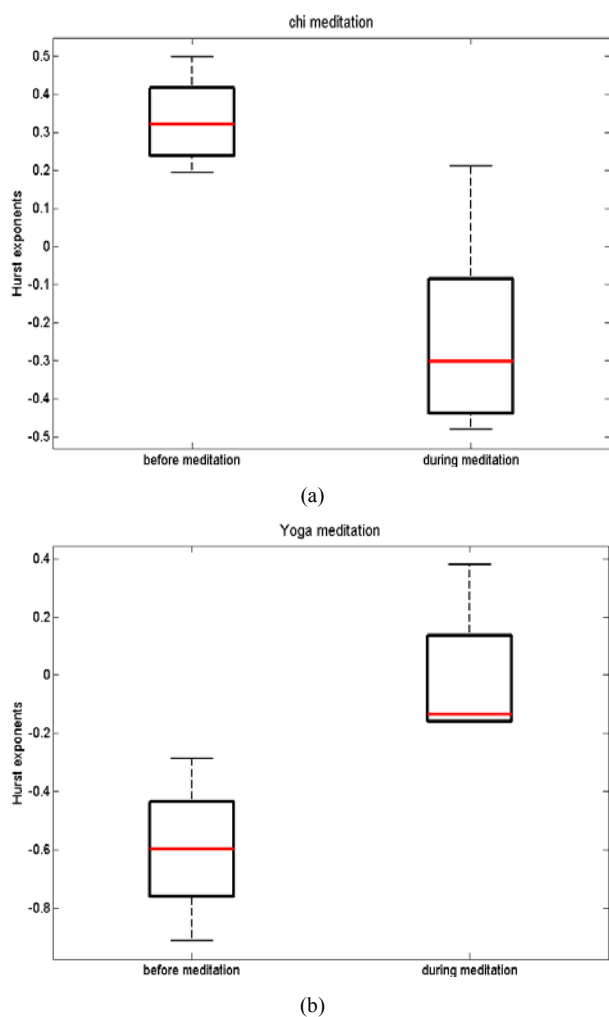 chi meditation
0.5
0.4
0.3
0.2
0.1
0
-0.1
-0.2
-0.3
-0.4
-0.5
Hurst exponents
before meditation during meditation
(a)
Yoga meditation
0.4
0.2
0
-0.2
-0.4
-0.6
-0.8
Hurst exponents
before meditation during meditation
(b)